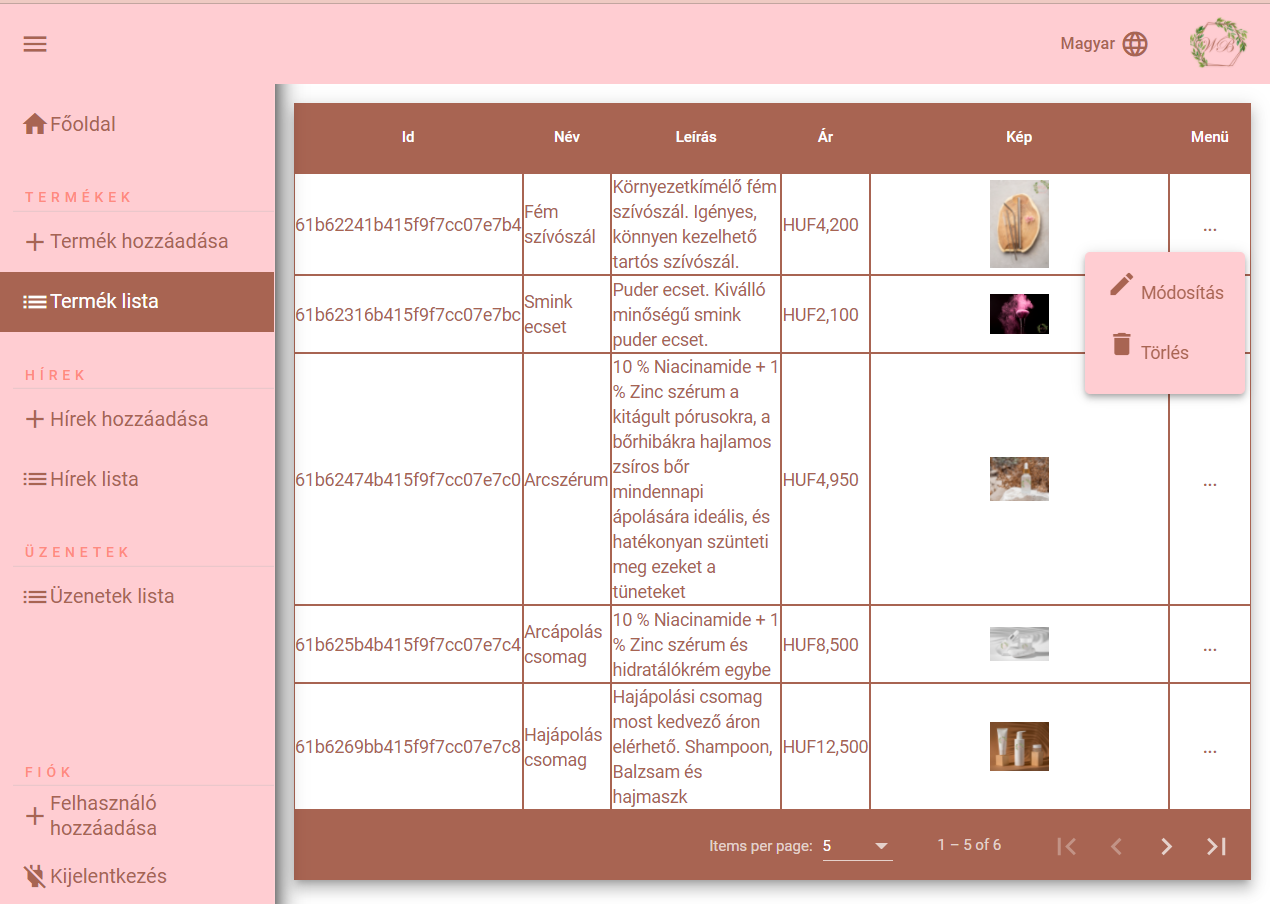 Magyar
WB
Főoldal
TERMÉKEK
Termék hozzáadása
Termék lista
HÍREK
Hírek hozzáadása
Hírek lista
ÜZENETEK
Üzenetek lista
FIÓK
Felhasználó
hozzáadása
Kijelentkezés
Id Név Leírás Ár Kép Menü
61b62241b415f9f7cc07e7b4
Fém
szívószál
Környezetkímélő fém
szívószál. Igényes,
könnyen kezelhető
tartós szívószál.
HUF4,200
...
Módosítás
Törlés
61b62316b415f9f7cc07e7bc
Smink
ecset
Puder ecset. Kiválló
minőségű smink
puder ecset.
HUF2,100
61b62474b415f9f7cc07e7c0
Arcszérum
10 % Niacinamide + 1
% Zinc szérum a
kitágult pórusokra, a
bőrhibákra hajlamos
zsíros bőr
mindennapi
ápolására ideális, és
hatékonyan szünteti
meg ezeket a
tüneteket
HUF4,950
...
61b625b4b415f9f7cc07e7c4
Arcápolás
csomag
10 % Niacinamide + 1
% Zinc szérum és
hidratálókrém egybe
HUF8,500
...
61b6269bb415f9f7cc07e7c8
Hajápolás
csomag
Hajápolási csomag
most kedvező áron
elérhető. Shampoon,
Balzsam és
hajmaszk
HUF12,500
...
Items per page: 5 1 – 5 of 6